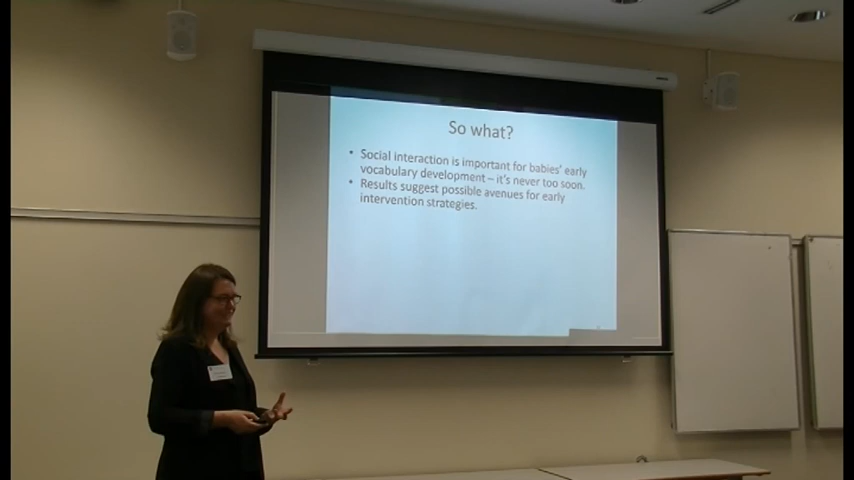 So what?
• Social interaction is important for babies' early
vocabulary development – it's never too soon.
• Results suggest possible avenues for early
intervention strategies.